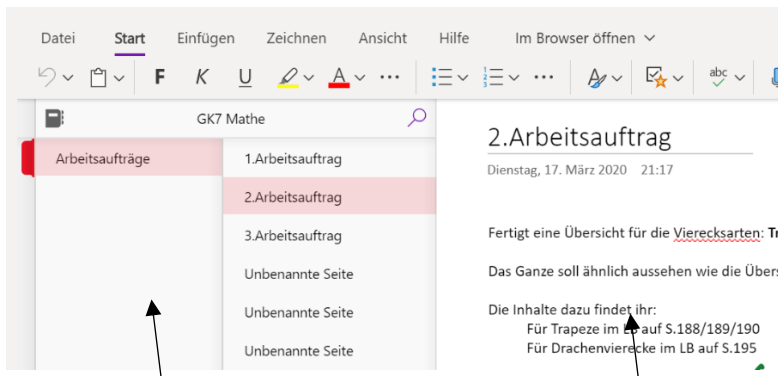 Datei Start Einfügen Zeichnen Ansicht Hilfe Im Browser öffnen
F K U A abc
GK7 Mathe
Arbeitsaufträge
1.Arbeitsauftrag
2.Arbeitsauftrag
3.Arbeitsauftrag
Unbenannte Seite
Unbenannte Seite
Unbenannte Seite
2.Arbeitsauftrag
Dienstag, 17. März 2020 21:17
Fertigt eine Übersicht für die Vierecksarten:
Das Ganze soll ähnlich aussehen wie die
Die Inhalte dazu findet ihr:
Für Trapeze im LB auf S.188/189/190
Für Drachenvierecke im LB auf S.195